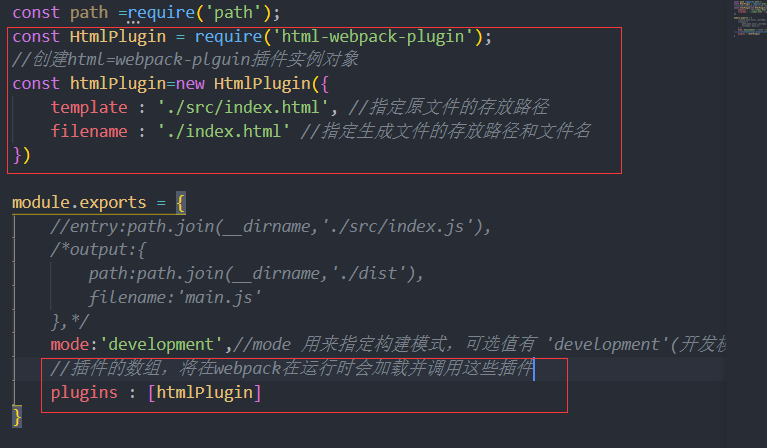 const path =require('path');
const HtmlPlugin = require('html-webpack-plugin');
//创建html=webpack-plguin插件实例对象
const htmlPlugin=new HtmlPlugin({
    template : './src/index.html', //指定原文件的存放路径
    filename : './index.html' //指定生成文件的存放路径和文件名
})
module.exports = {
    //entry:path.join(__dirname,'./src/index.js'),
    /*output:{
        path:path.join(__dirname,'./dist'),
        filename:'main.js'
    },*/
    mode:'development',//mode 用来指定构建模式，可选值有 'development'(开发
    //插件的数组，将在webpack在运行时会加载并调用这些插件
    plugins : [htmlPlugin]
}